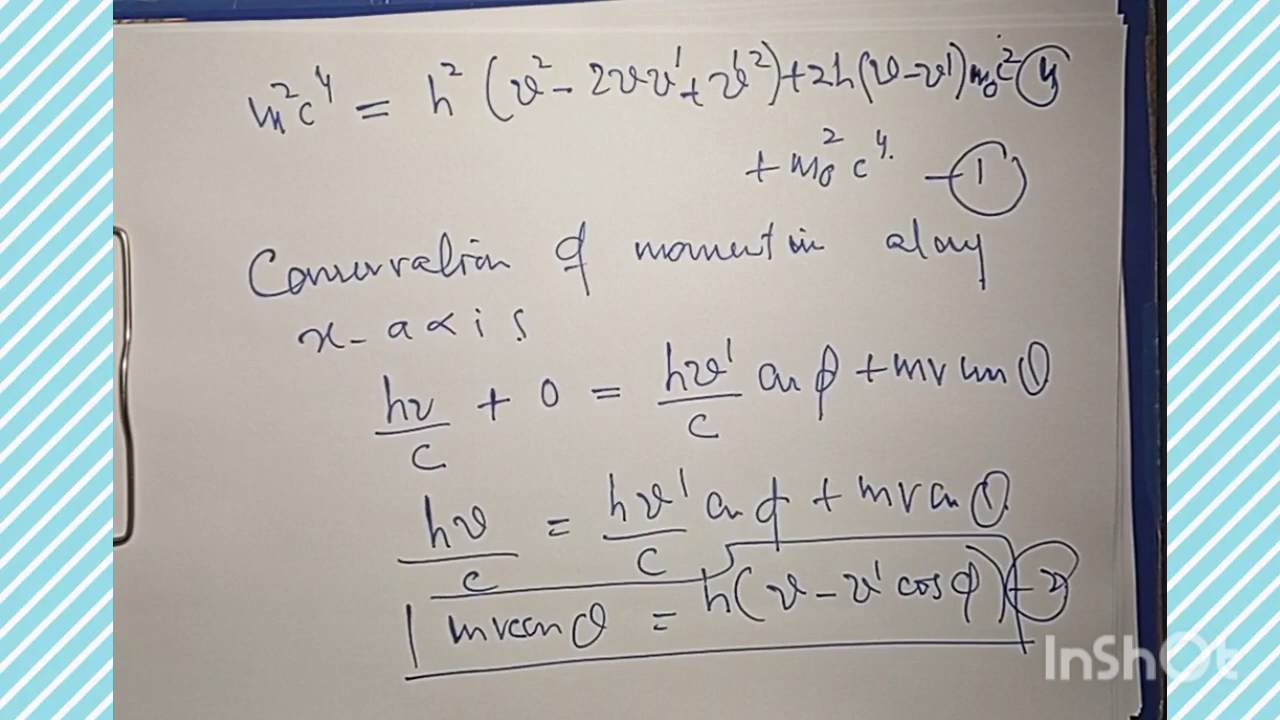 m²c⁴ = h²(ν² - 2νν' + ν'²) + 2h(ν - ν')m₀c² ④
+ m₀²c⁴. - ①
Conservation of momentum along
x-axis
hν/c + 0 = hν'/c cos φ + mv cos θ
hν/c = hν'/c cos φ + mv cos θ
mvc cos θ = h(ν - ν' cos φ) - ②
InShOt